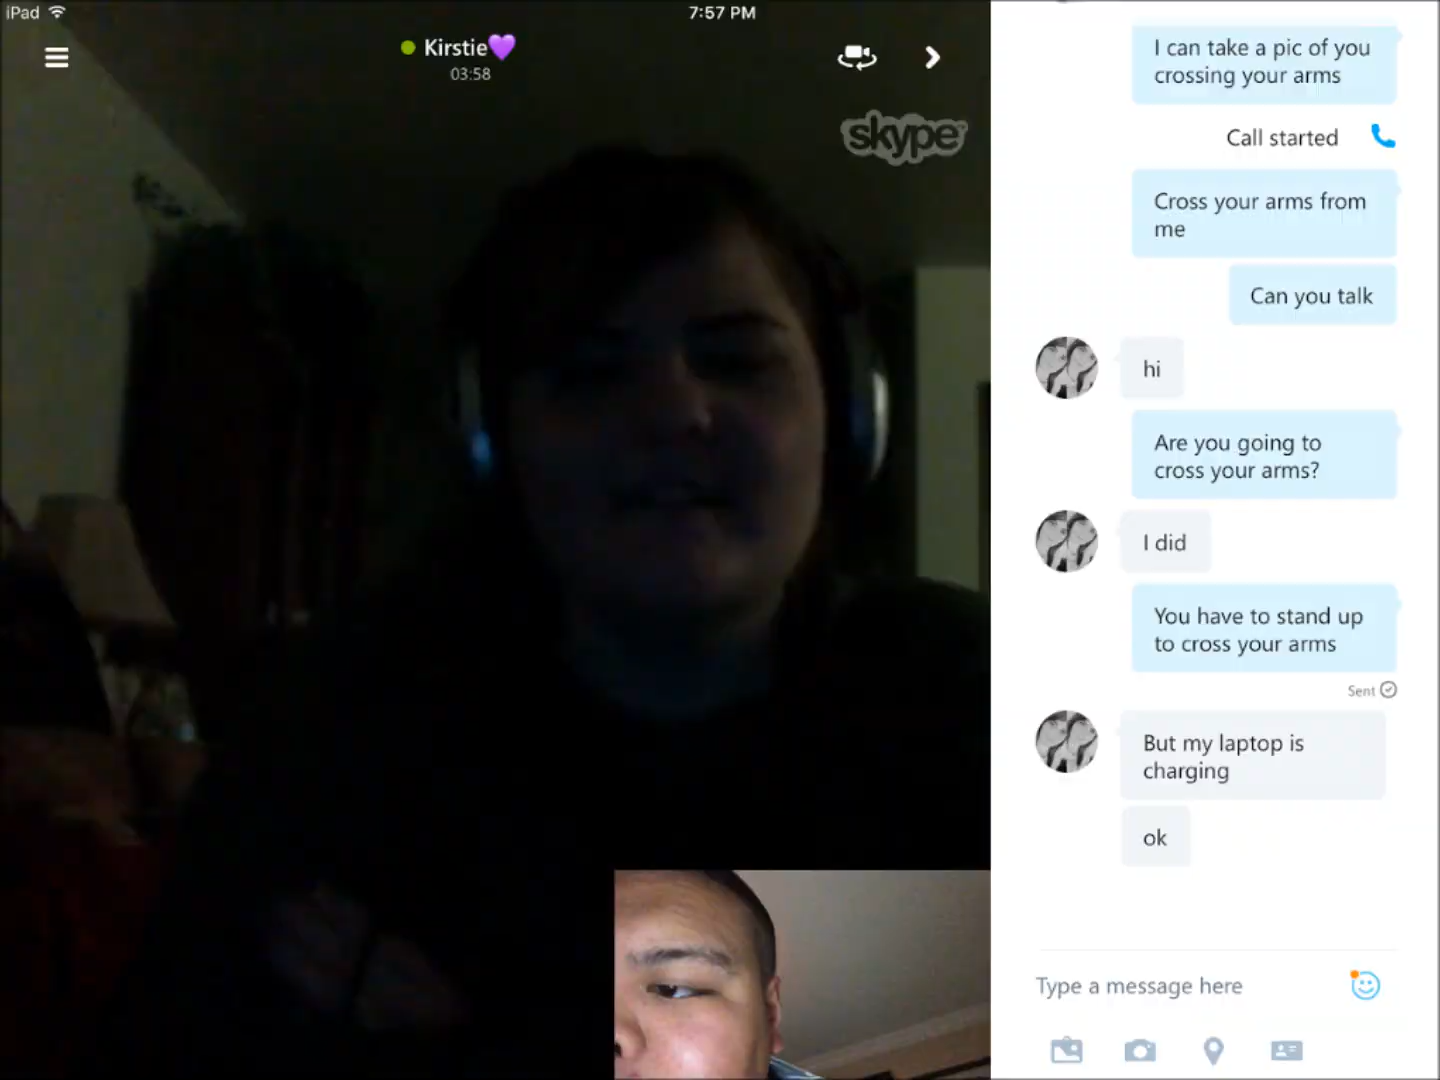 iPad
7:57 PM
Kirstie💜
03:58
skype
I can take a pic of you
crossing your arms
Call started
Cross your arms from
me
Can you talk
hi
Are you going to
cross your arms?
I did
You have to stand up
to cross your arms
Sent
But my laptop is
charging
ok
Type a message here